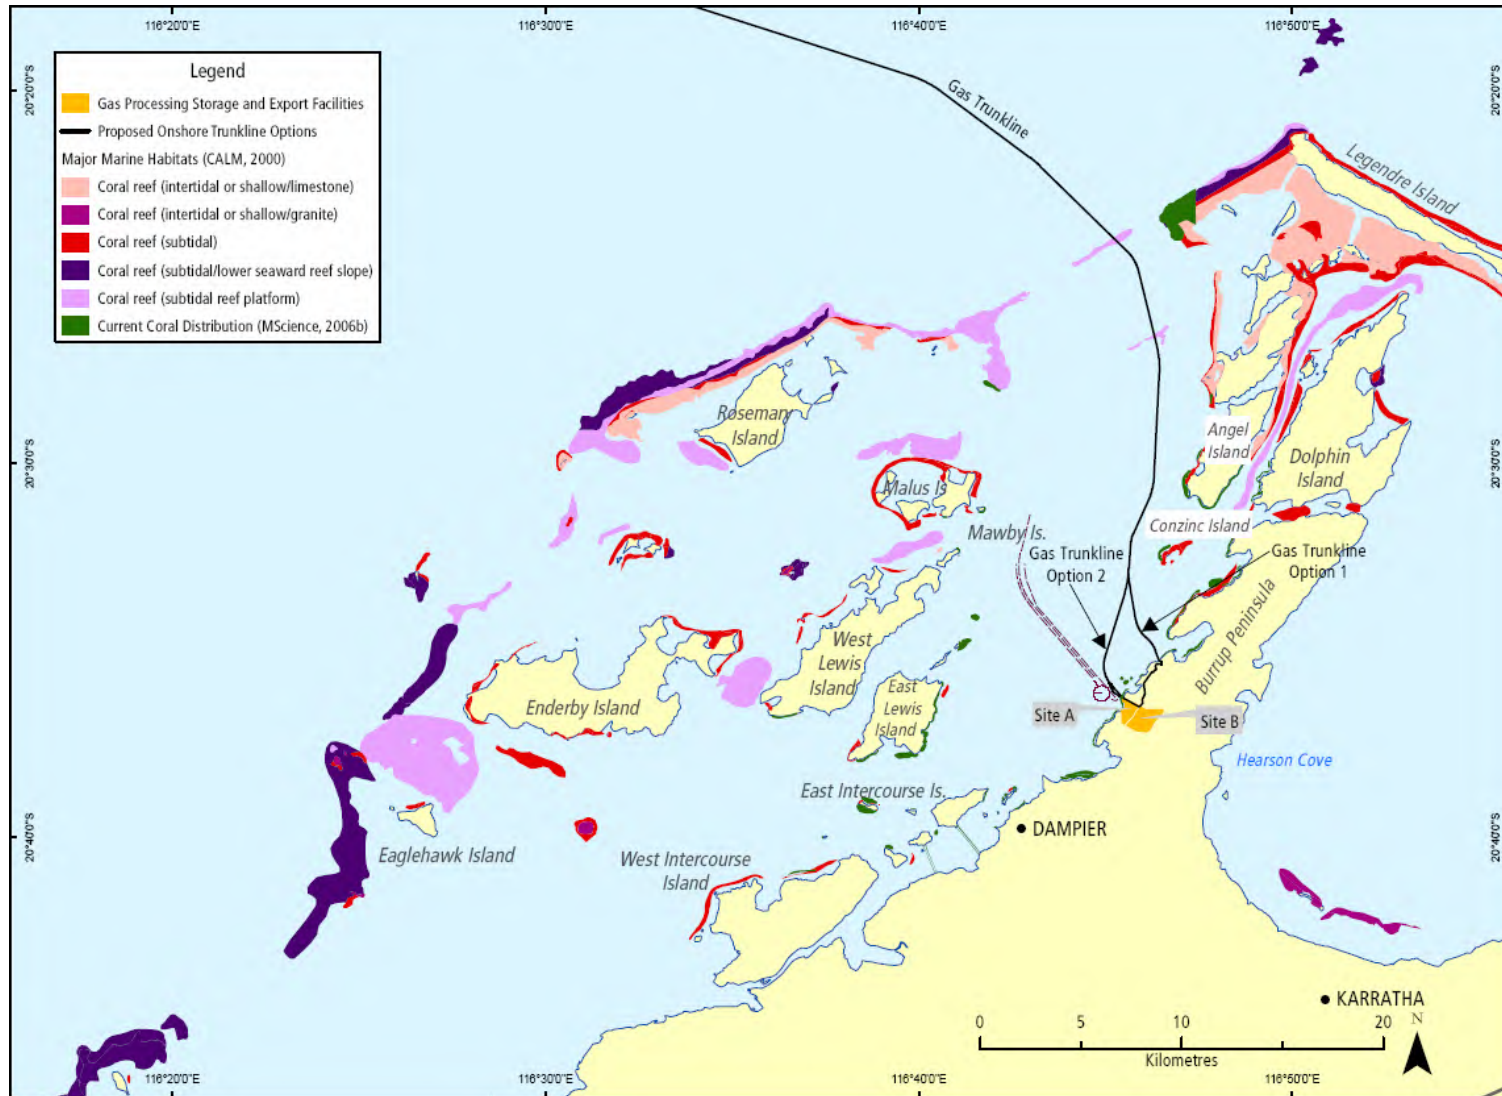 116°20'0"E
116°30'0"E
116°40'0"E
116°50'0"E
20°20'0"S
20°20'0"S
Legend
Gas Processing Storage and Export Facilities
Proposed Onshore Trunkline Options
Major Marine Habitats (CALM, 2000)
Coral reef (intertidal or shallow/limestone)
Coral reef (intertidal or shallow/granite)
Coral reef (subtidal)
Coral reef (subtidal/lower seaward reef slope)
Coral reef (subtidal reef platform)
Current Coral Distribution (MScience, 2006b)
Gas Trunkline
Legendre Island
Rosemary
Island
Angel
Island
Dolphin
Island
20°30'0"S
20°30'0"S
Malus Is
Mawby Is.
Conzinc Island
Gas Trunkline
Option 2
Gas Trunkline
Option 1
Burrup Peninsula
West
Lewis
Island
East
Lewis
Island
Enderby Island
Site A
Site B
Hearson Cove
East Intercourse Is.
DAMPIER
20°40'0"S
20°40'0"S
Eaglehawk Island
West Intercourse
Island
KARRATHA
N
0
5
10
20
Kilometres
116°20'0"E
116°30'0"E
116°40'0"E
116°50'0"E